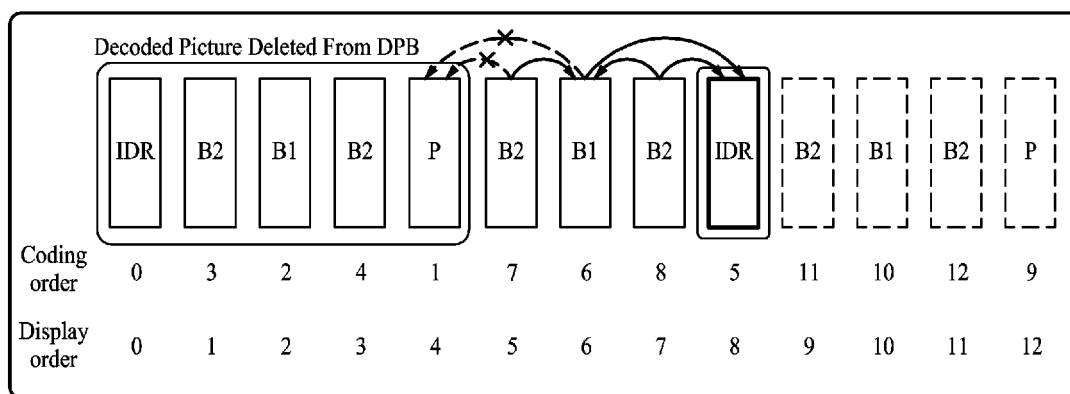 Decoded Picture Deleted From DPB
IDR B2 B1 B2 P B2 B1 B2 IDR B2 B1 B2 P
Coding order 0 3 2 4 1 7 6 8 5 11 10 12 9
Display order 0 1 2 3 4 5 6 7 8 9 10 11 12